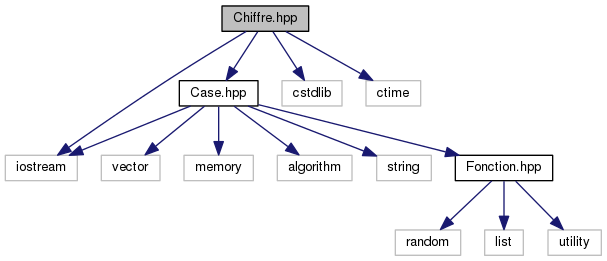 Chiffre.hpp
Case.hpp
cstdlib
ctime
iostream
vector
memory
algorithm
string
Fonction.hpp
random
list
utility